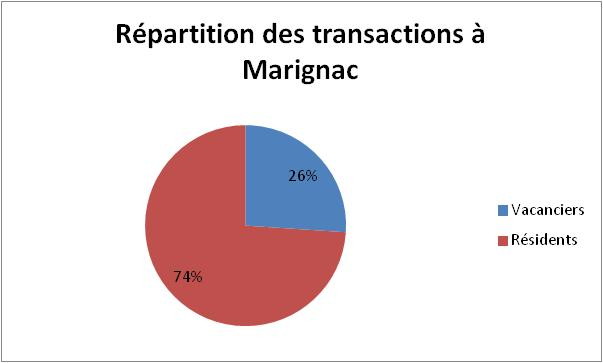 Répartition des transactions à
Marignac
26%
Vacanciers
Résidents
74%